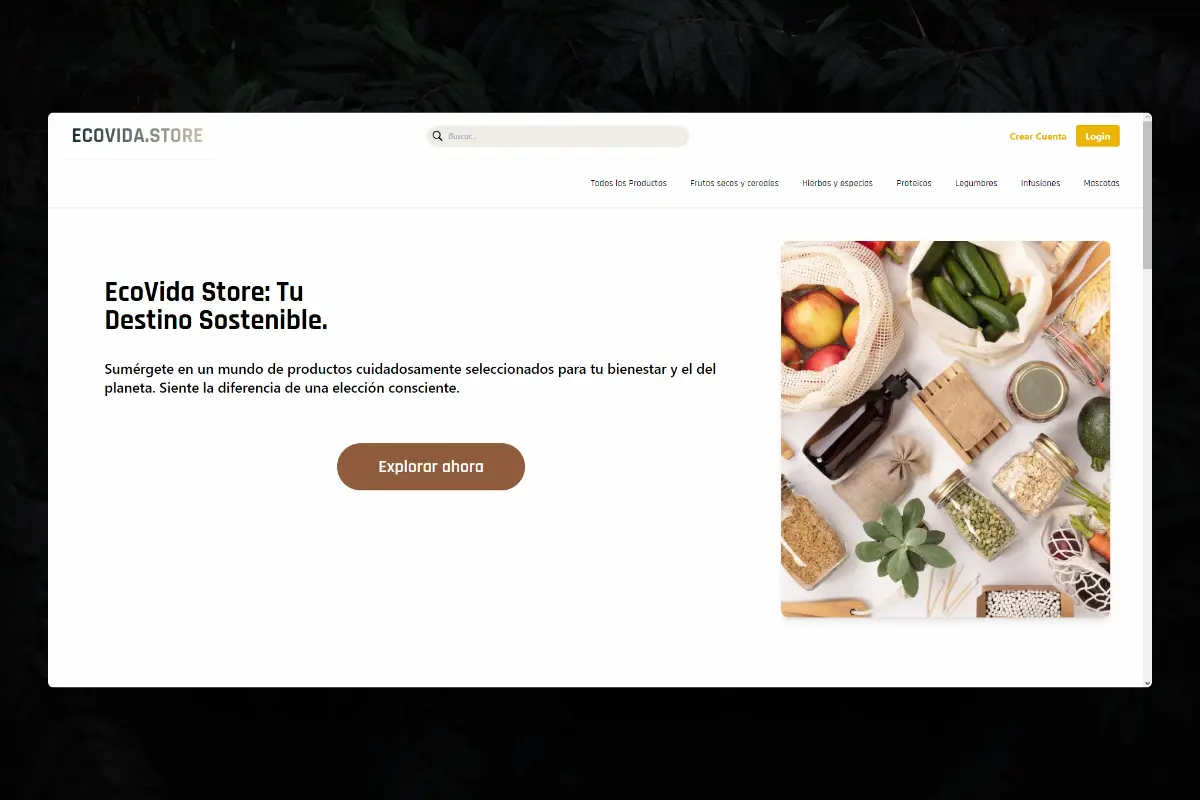 ECOVIDA.STORE
Buscar...
Crear Cuenta
Login
Todos los Productos
Frutos secos y cereales
Hierbas y especias
Proteicos
Legumbres
Infusiones
Mascotas
EcoVida Store: Tu
Destino Sostenible.
Sumérgete en un mundo de productos cuidadosamente seleccionados para tu bienestar y el del
planeta. Siente la diferencia de una elección consciente.
Explorar ahora